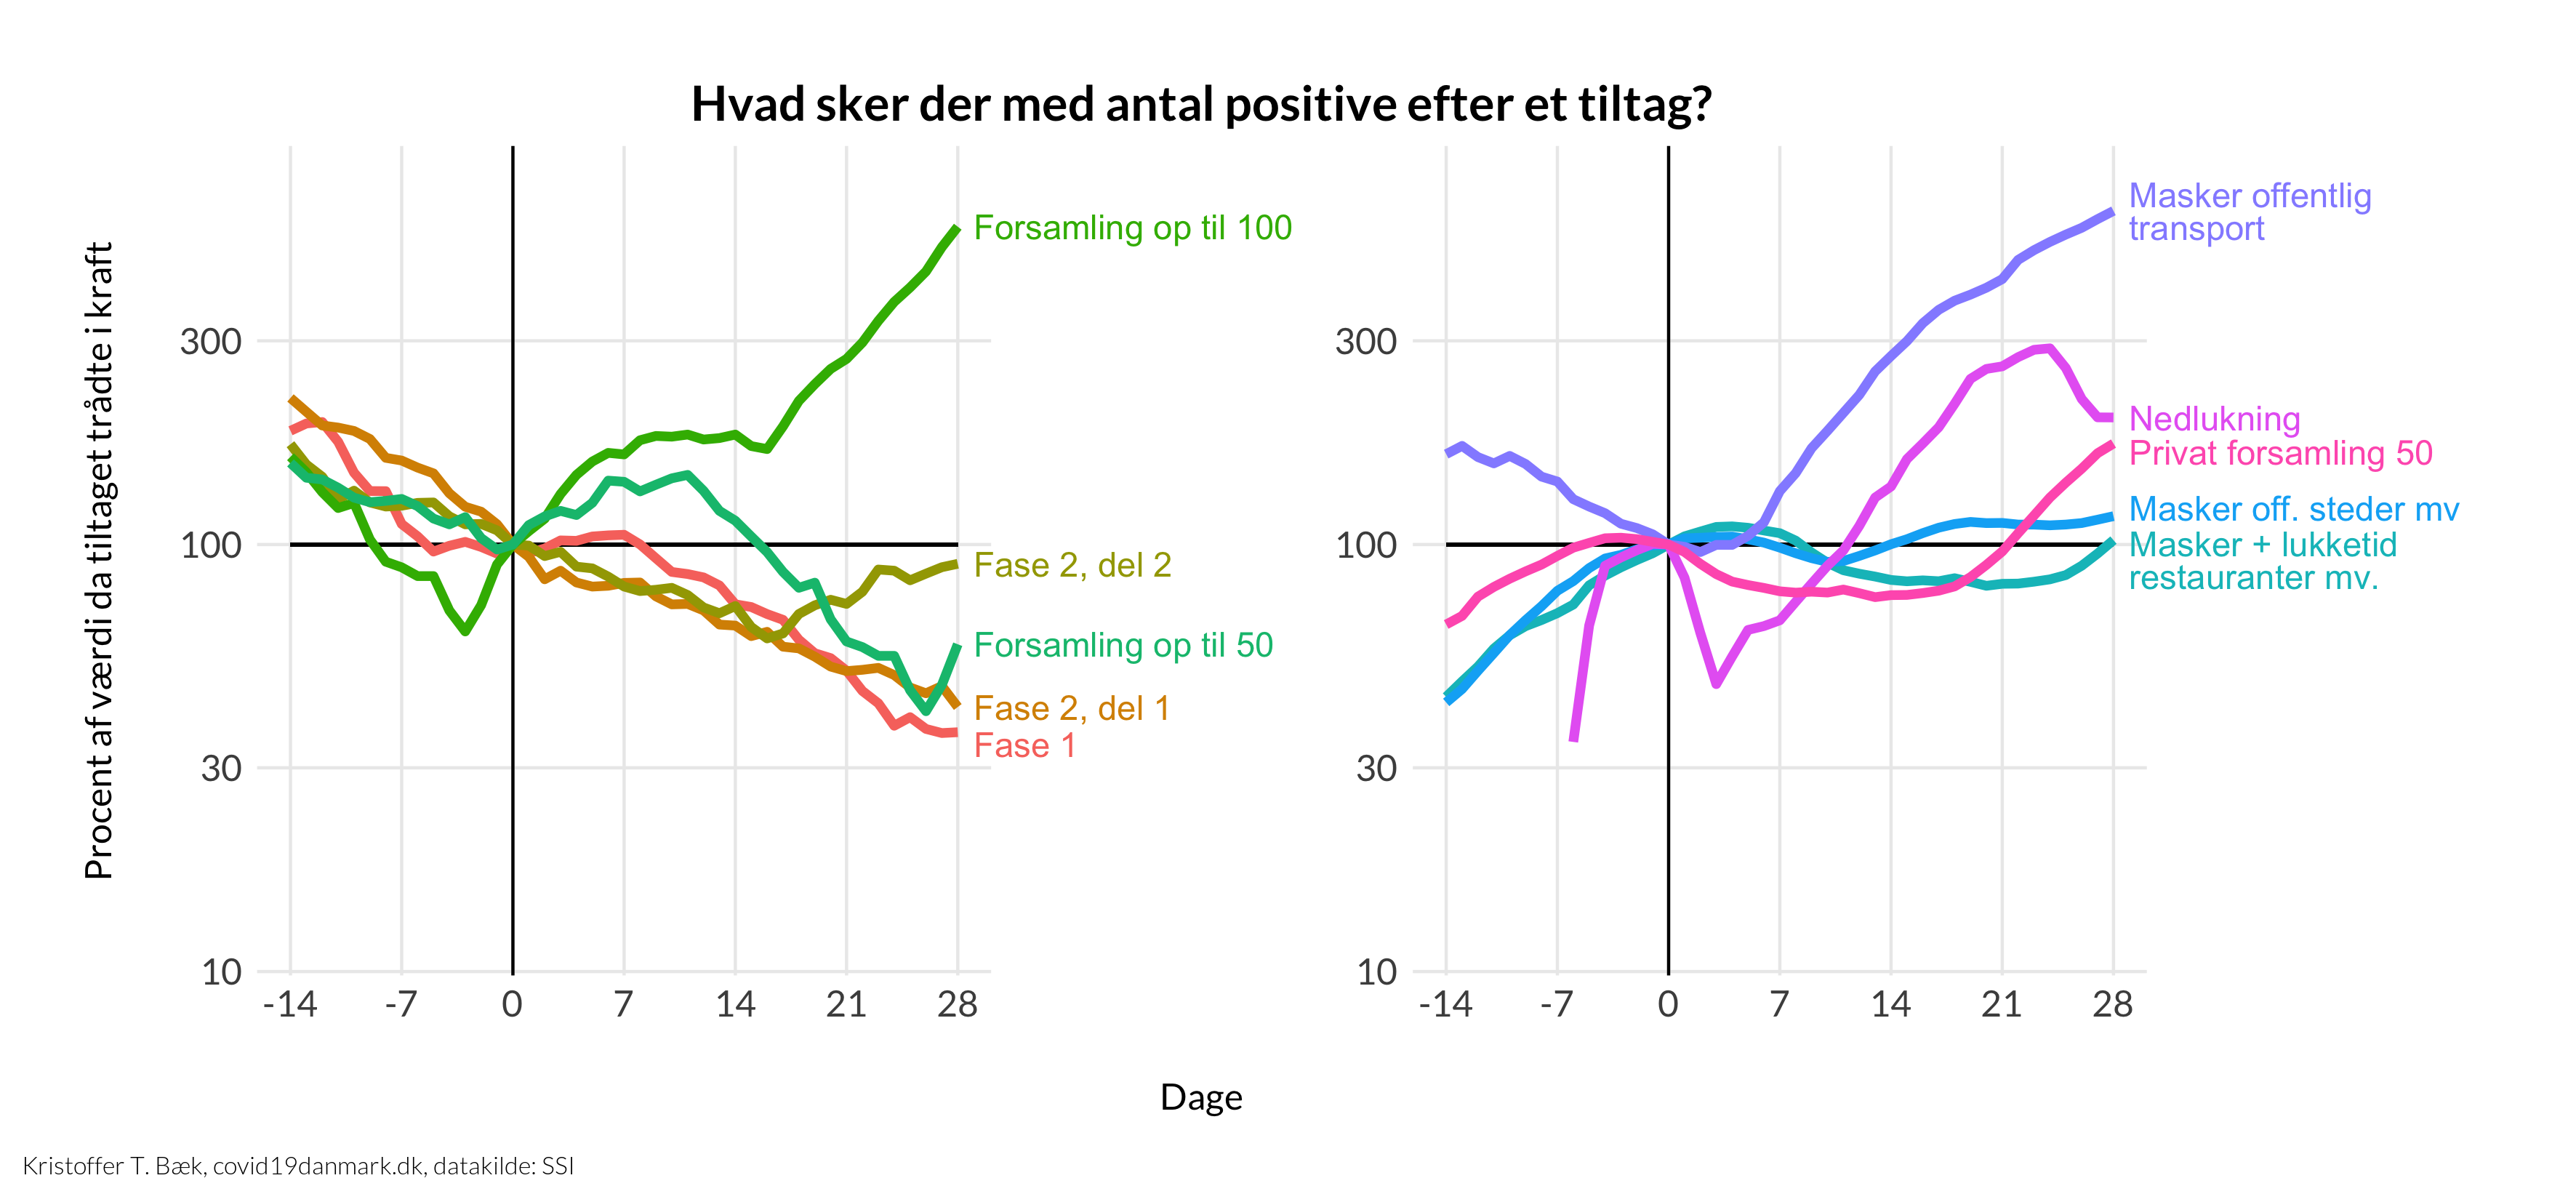 Hvad sker der med antal positive efter et tiltag?
Procent af værdi da tiltaget trådte i kraft
300
100
30
10
-14 -7 0 7 14 21 28
Forsamling op til 100
Fase 2, del 2
Forsamling op til 50
Fase 2, del 1
Fase 1
300
100
30
10
-14 -7 0 7 14 21 28
Masker offentlig
transport
Nedlukning
Privat forsamling 50
Masker off. steder mv
Masker + lukketid
restauranter mv.
Dage
Kristoffer T. Bæk, covid19danmark.dk, datakilde: SSI